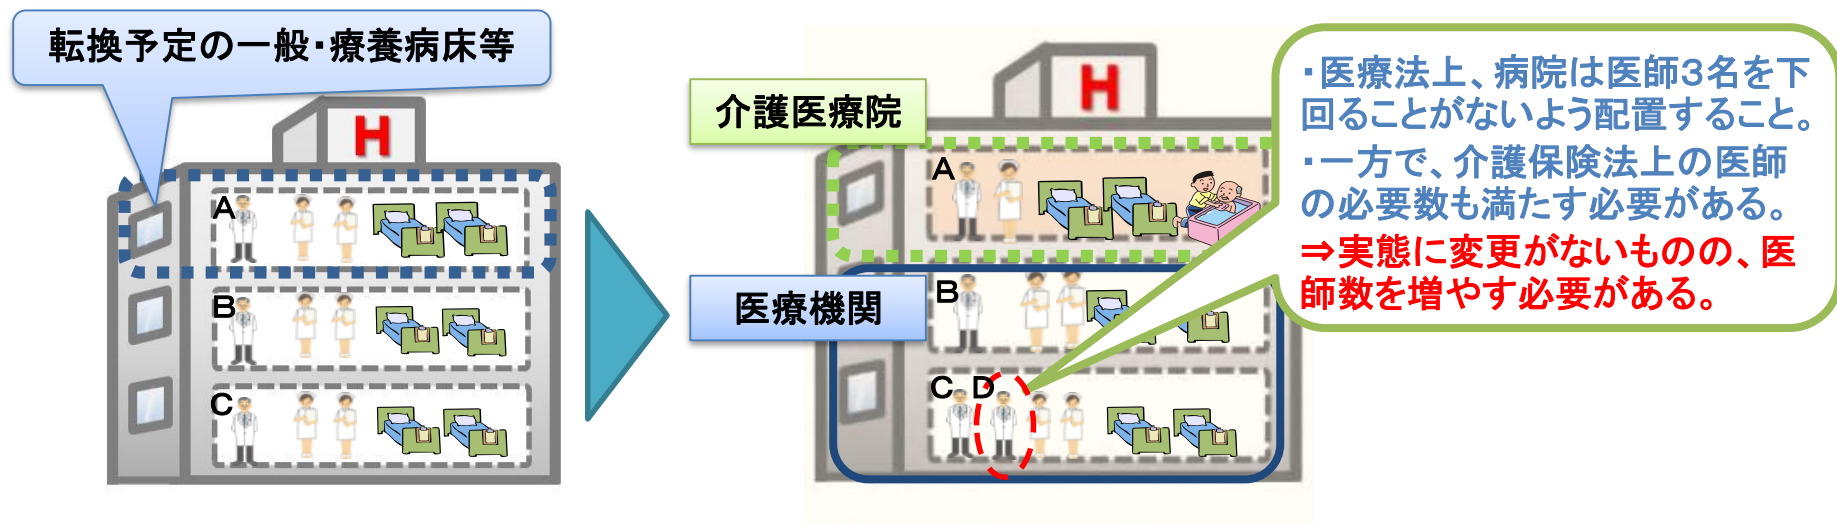 転換予定の一般・療養病床等
H
A
B
C
介護医療院
医療機関
H
A
B
C D
・医療法上、病院は医師３名を下
回ることがないよう配置すること。
・一方で、介護保険法上の医師
の必要数も満たす必要がある。
⇒実態に変更がないものの、医
師数を増やす必要がある。